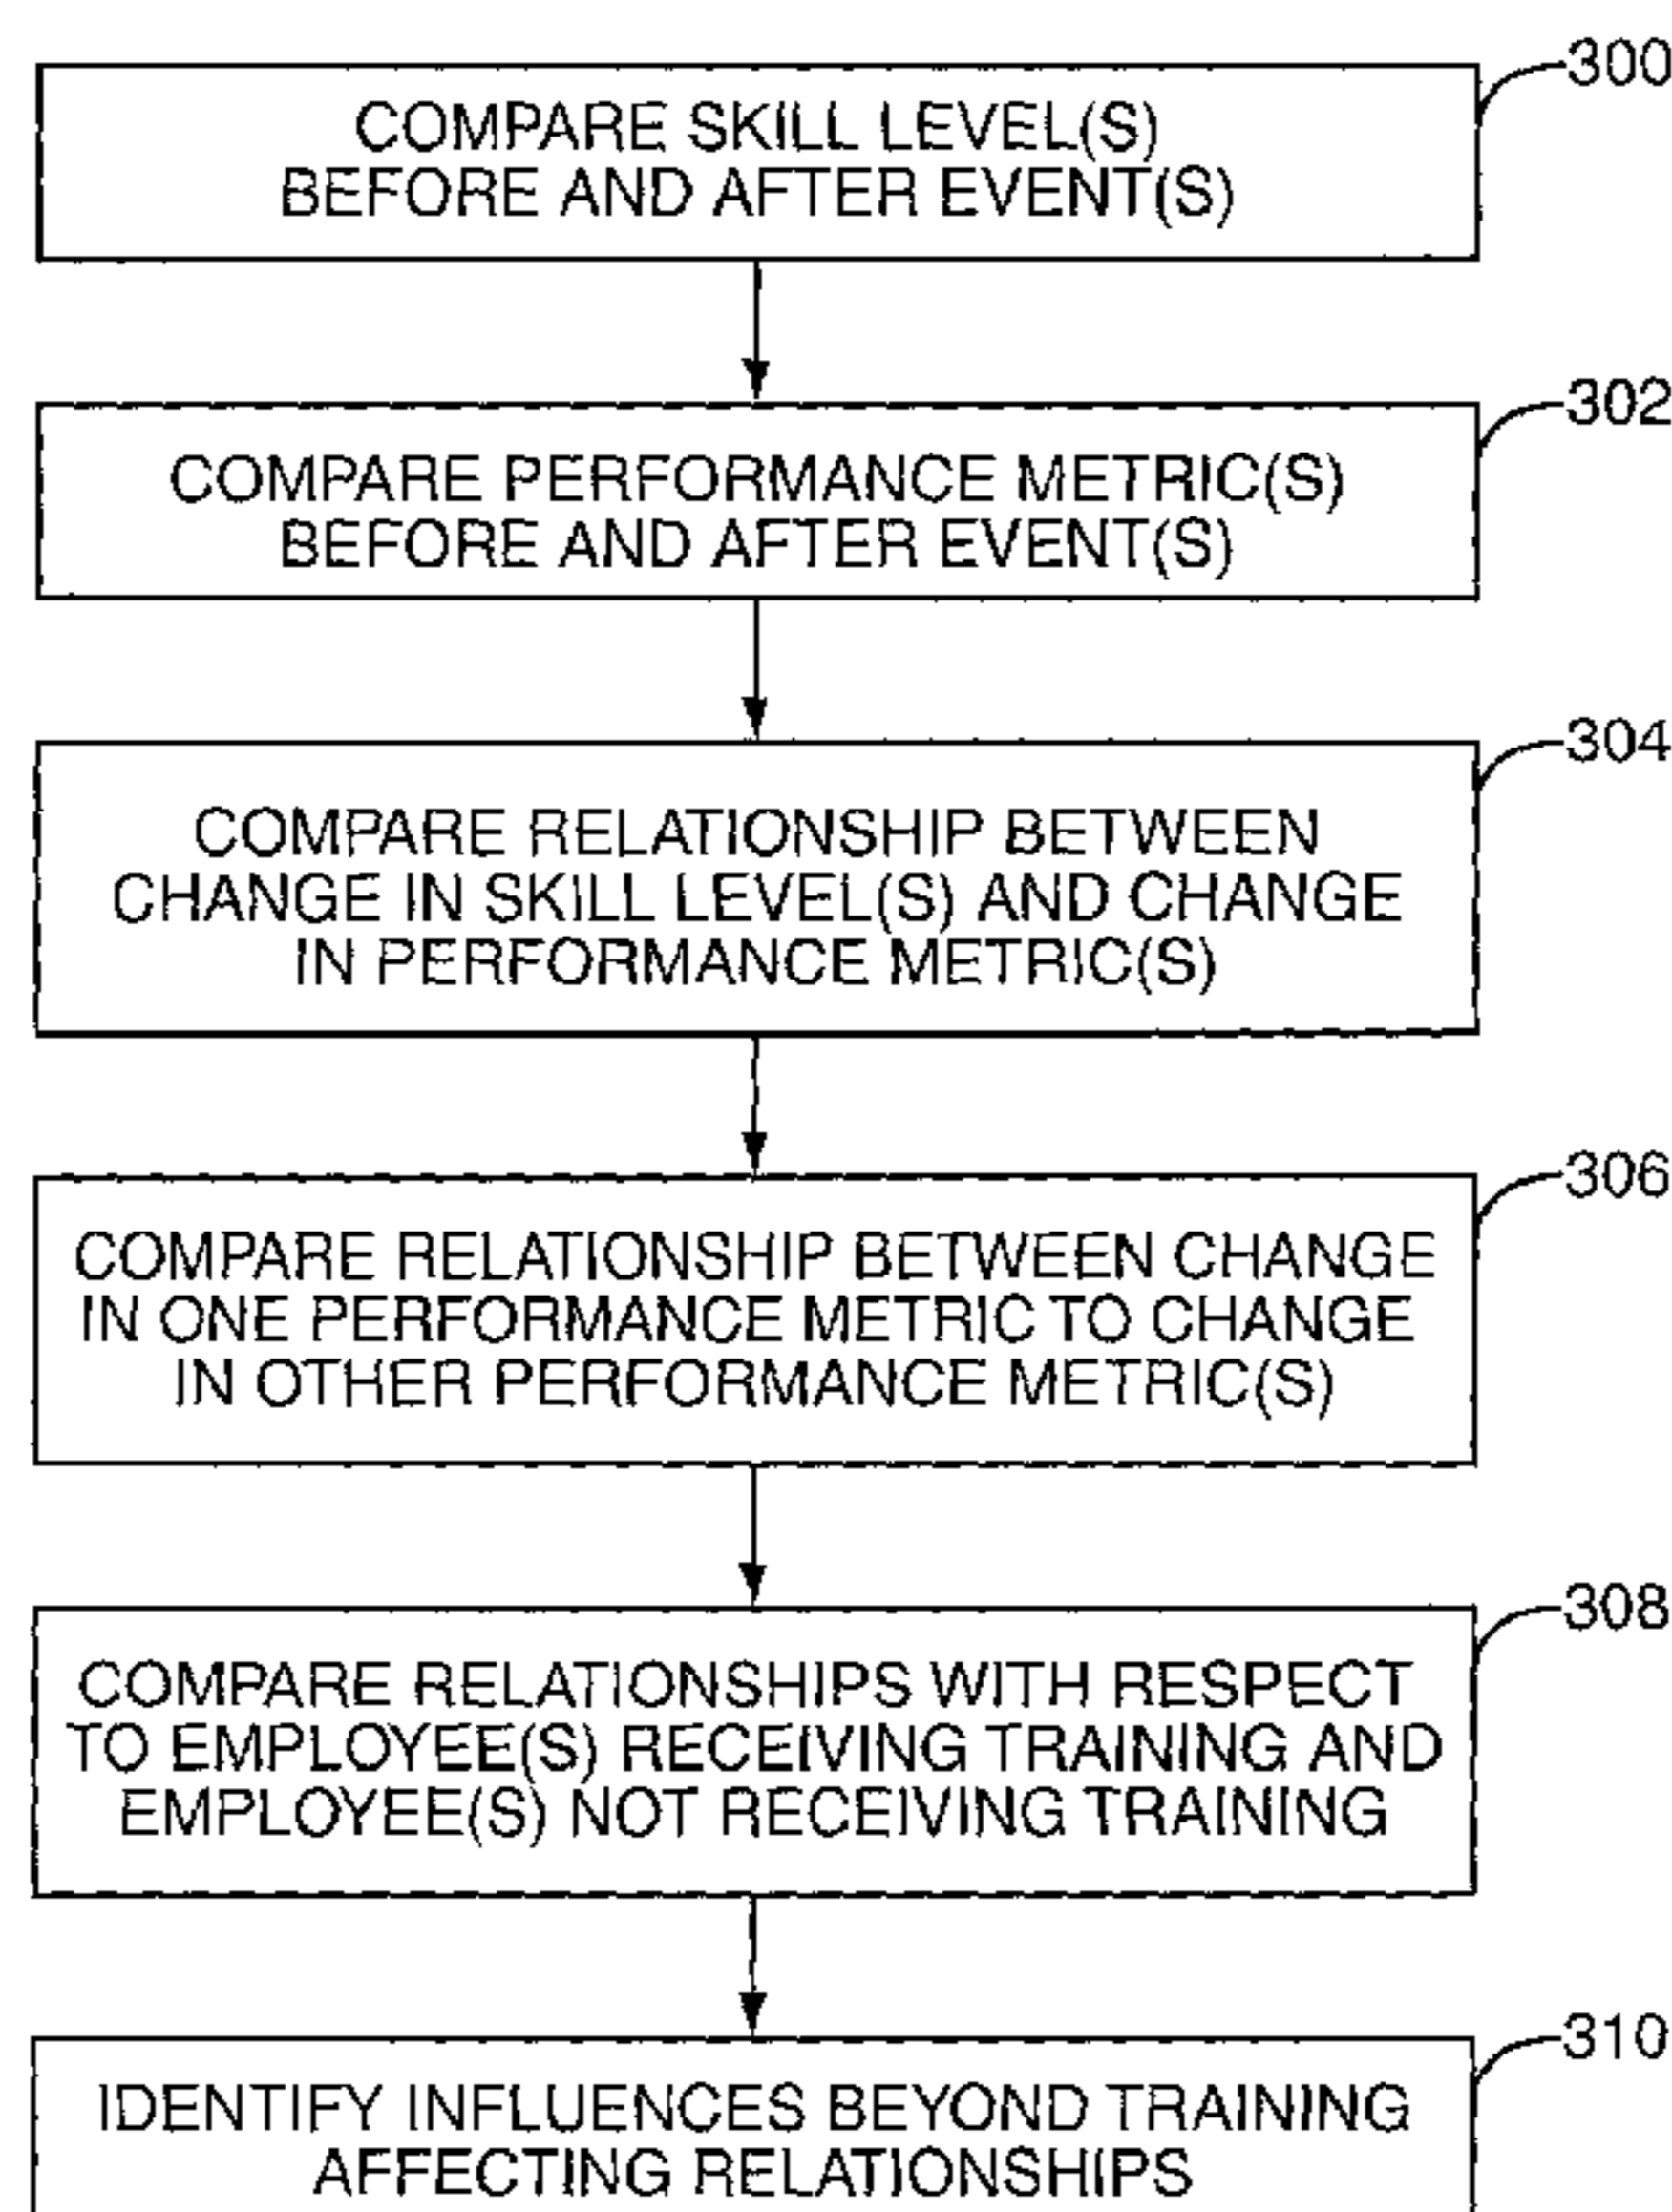 300
COMPARE SKILL LEVEL(S)
BEFORE AND AFTER EVENT(S)
302
COMPARE PERFORMANCE METRIC(S)
BEFORE AND AFTER EVENT(S)
304
COMPARE RELATIONSHIP BETWEEN
CHANGE IN SKILL LEVEL(S) AND CHANGE
IN PERFORMANCE METRIC(S)
306
COMPARE RELATIONSHIP BETWEEN CHANGE
IN ONE PERFORMANCE METRIC TO CHANGE
IN OTHER PERFORMANCE METRIC(S)
308
COMPARE RELATIONSHIPS WITH RESPECT
TO EMPLOYEE(S) RECEIVING TRAINING AND
EMPLOYEE(S) NOT RECEIVING TRAINING
310
IDENTIFY INFLUENCES BEYOND TRAINING
AFFECTING RELATIONSHIPS